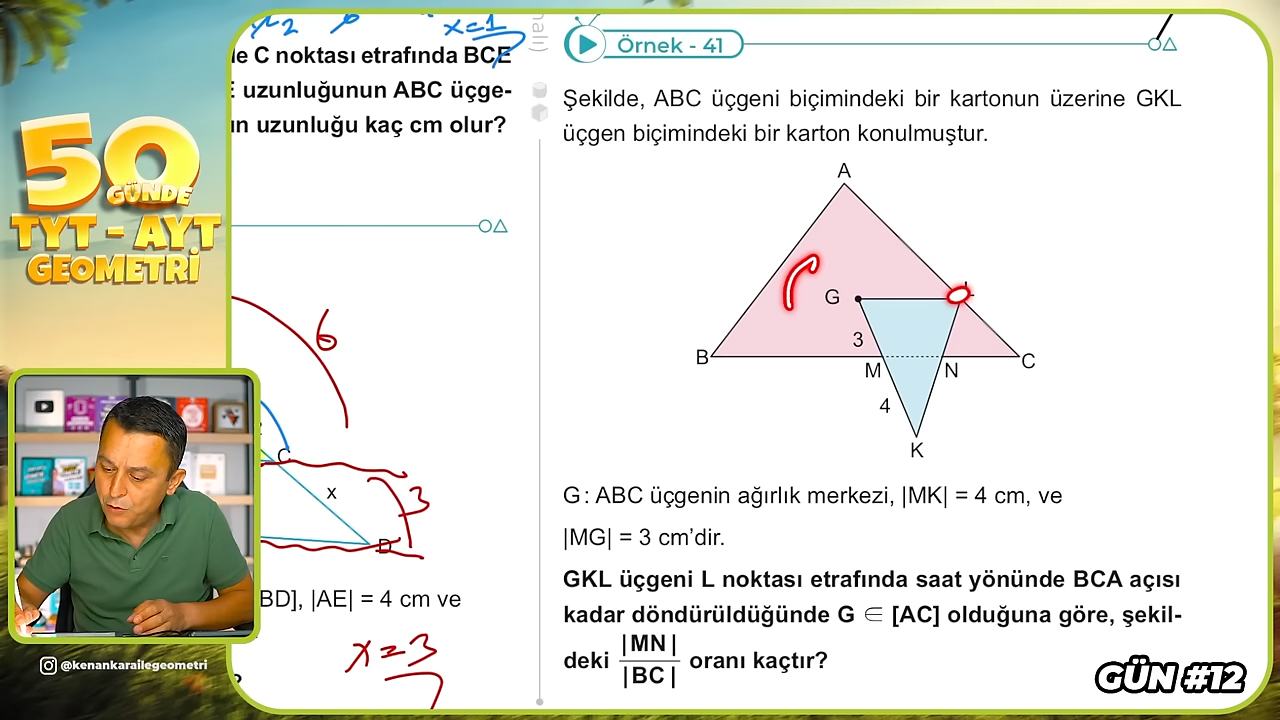 50
GÜNDE
TYT - AYT
GEOMETRİ
x=1
C noktası etrafında BCE
uzunluğunun ABC üçge-
uzunluğu kaç cm olur?
6
C
x
3
D
BD], |AE| = 4 cm ve
x=3
@kenankarailegeometri
Örnek - 41
Şekilde, ABC üçgeni biçimindeki bir kartonun üzerine GKL
üçgen biçimindeki bir karton konulmuştur.
A
G
3
B
M
N
C
4
K
G: ABC üçgenin ağırlık merkezi, |MK| = 4 cm, ve
|MG| = 3 cm'dir.
GKL üçgeni L noktası etrafında saat yönünde BCA açısı
kadar döndürüldüğünde G ∈ [AC] olduğuna göre, şekil-
deki |MN| / |BC| oranı kaçtır?
GÜN #12